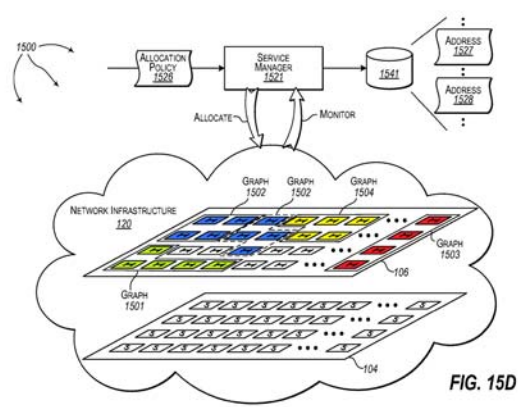 1500
ALLOCATION
POLICY
1526
SERVICE
MANAGER
1521
1541
ADDRESS
1527
ADDRESS
1528
ALLOCATE
MONITOR
GRAPH
1502
GRAPH
1502
GRAPH
1504
NETWORK INFRASTRUCTURE
120
GRAPH
1503
106
GRAPH
1501
S S S S S S S
S S S S S S S
S S S S S S S
S S S S S S S
104
FIG. 15D